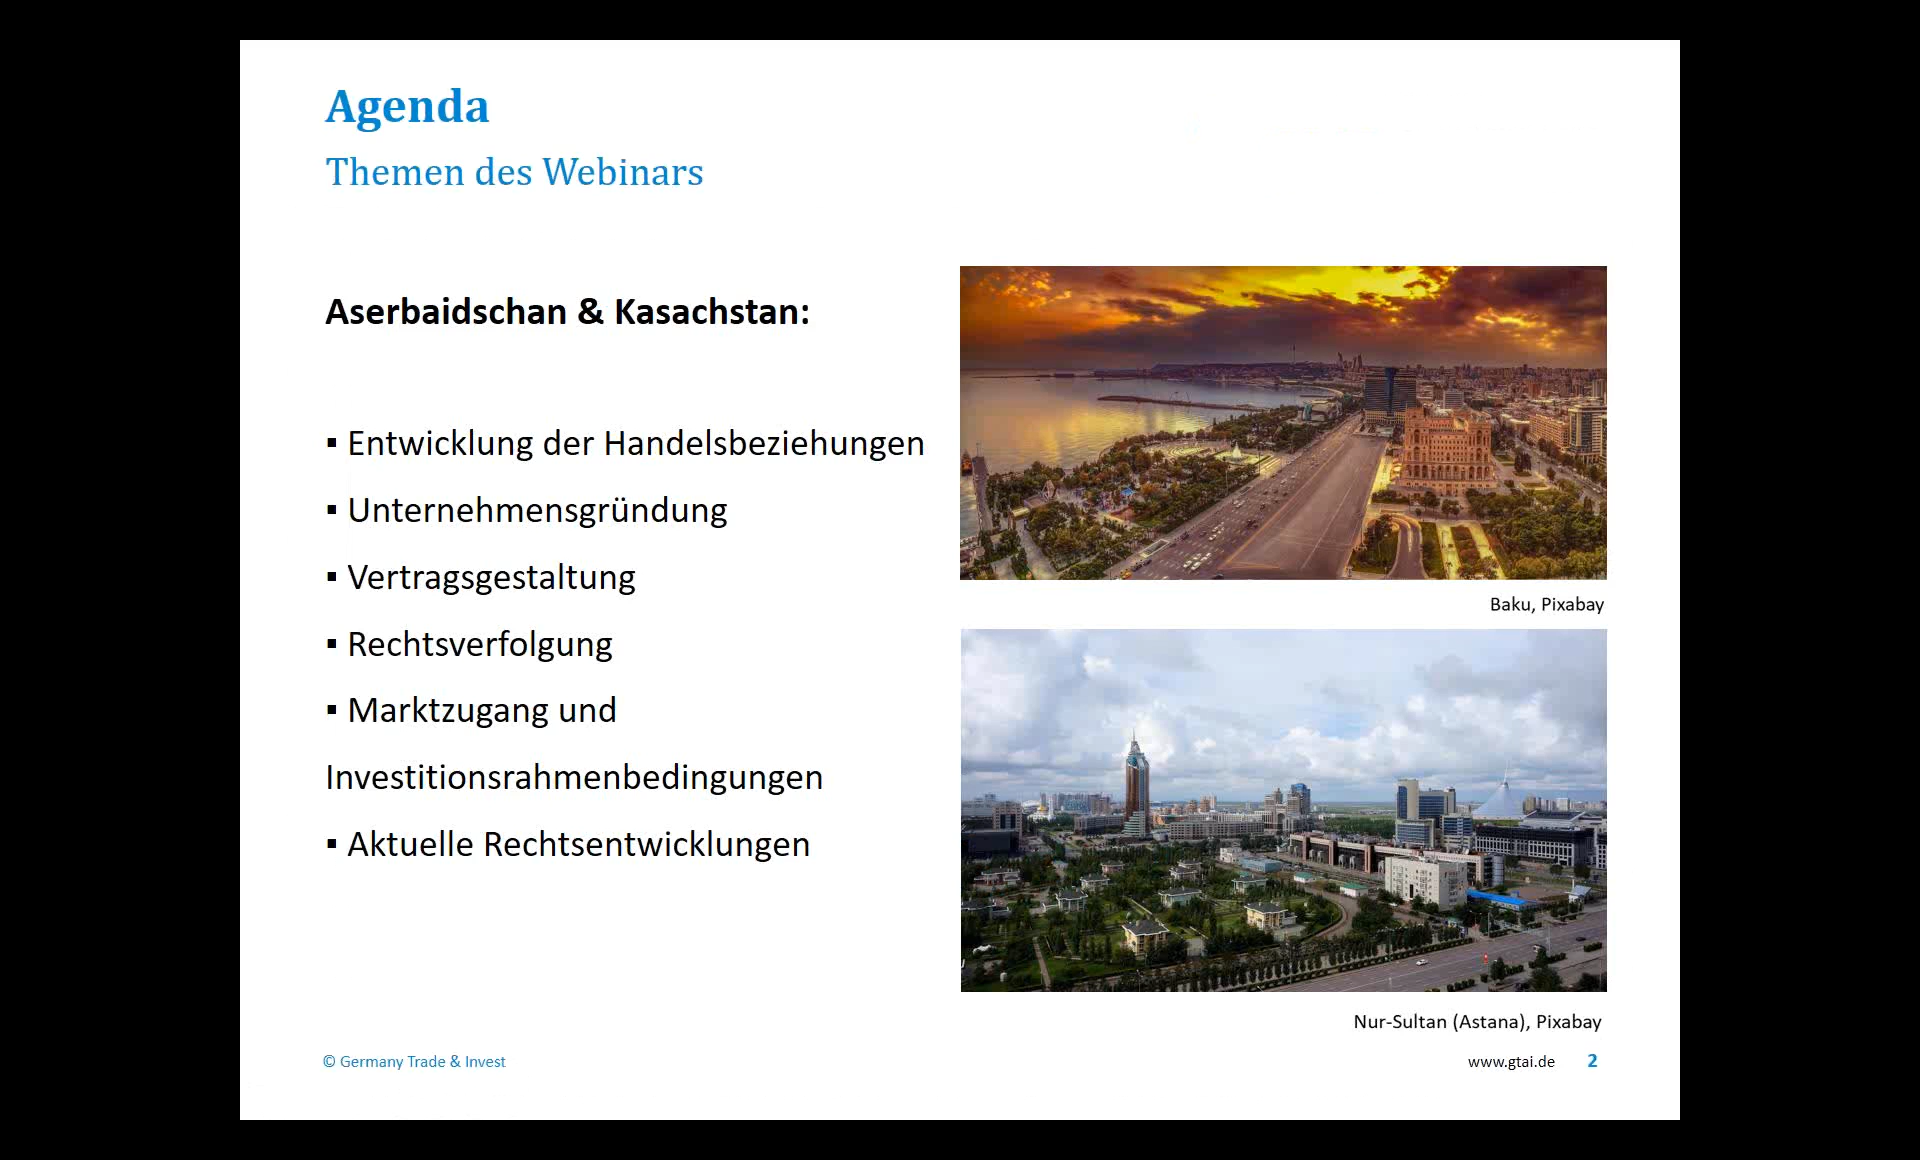 Agenda
Themen des Webinars
Aserbaidschan & Kasachstan:
▪ Entwicklung der Handelsbeziehungen
▪ Unternehmensgründung
▪ Vertragsgestaltung
▪ Rechtsverfolgung
▪ Marktzugang und
Investitionsrahmenbedingungen
▪ Aktuelle Rechtsentwicklungen
Baku, Pixabay
Nur-Sultan (Astana), Pixabay
© Germany Trade & Invest
www.gtai.de 2